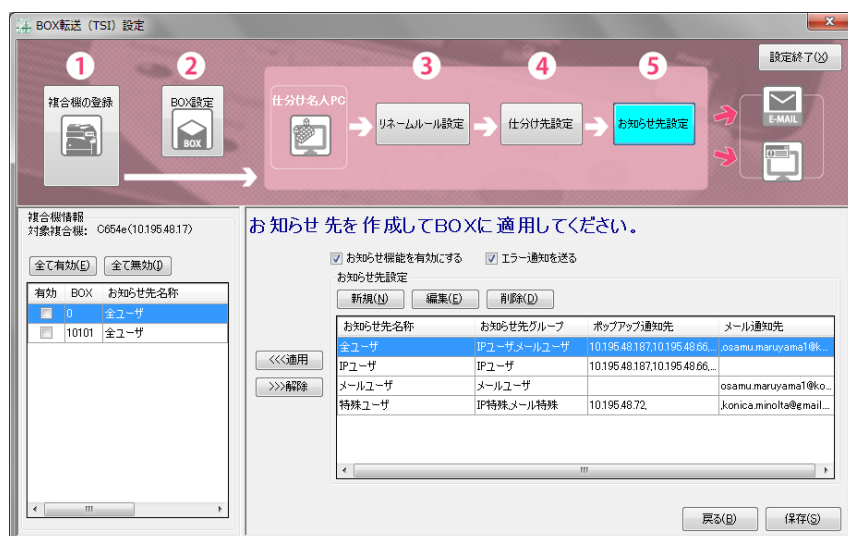 BOX転送（TSI）設定
設定終了(X)
1
2
3
4
5
複合機の登録
BOX設定
BOX
仕分け名人PC
リネームルール設定
仕分け先設定
お知らせ先設定
E-MAIL
複合機情報
対象複合機： C654e(10.195.48.17)
全て有効(E) 全て無効(I)
有効 BOX お知らせ先名称
0 全ユーザ
10101 全ユーザ
お知らせ先を作成してBOXに適用してください。
お知らせ機能を有効にする エラー通知を送る
お知らせ先設定
新規(N) 編集(E) 削除(D)
お知らせ先名称 お知らせ先グループ ポップアップ通知先 メール通知先
全ユーザ IPユーザ,メールユーザ 10.195.48.187,10.195.48.66,... ,osamu.maruyama1@k...
IPユーザ IPユーザ 10.195.48.187,10.195.48.66,...
メールユーザ メールユーザ osamu.maruyama1@ko...
特殊ユーザ IP特殊,メール特殊 10.195.48.72, ,konica.minolta@gmail...
<<<適用
>>>解除
戻る(B) 保存(S)